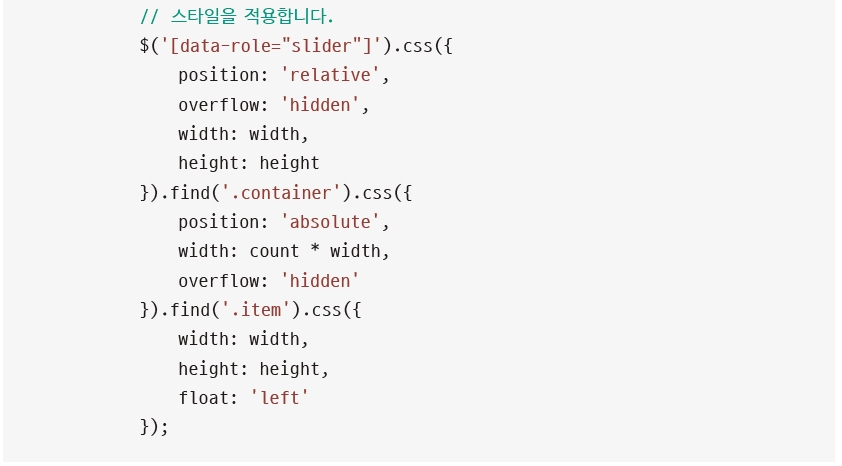 // 스타일을 적용합니다.
$('[data-role="slider"]').css({
position: 'relative',
overflow: 'hidden',
width: width,
height: height
}).find('.container').css({
position: 'absolute',
width: count * width,
overflow: 'hidden'
}).find('.item').css({
width: width,
height: height,
float: 'left'
});